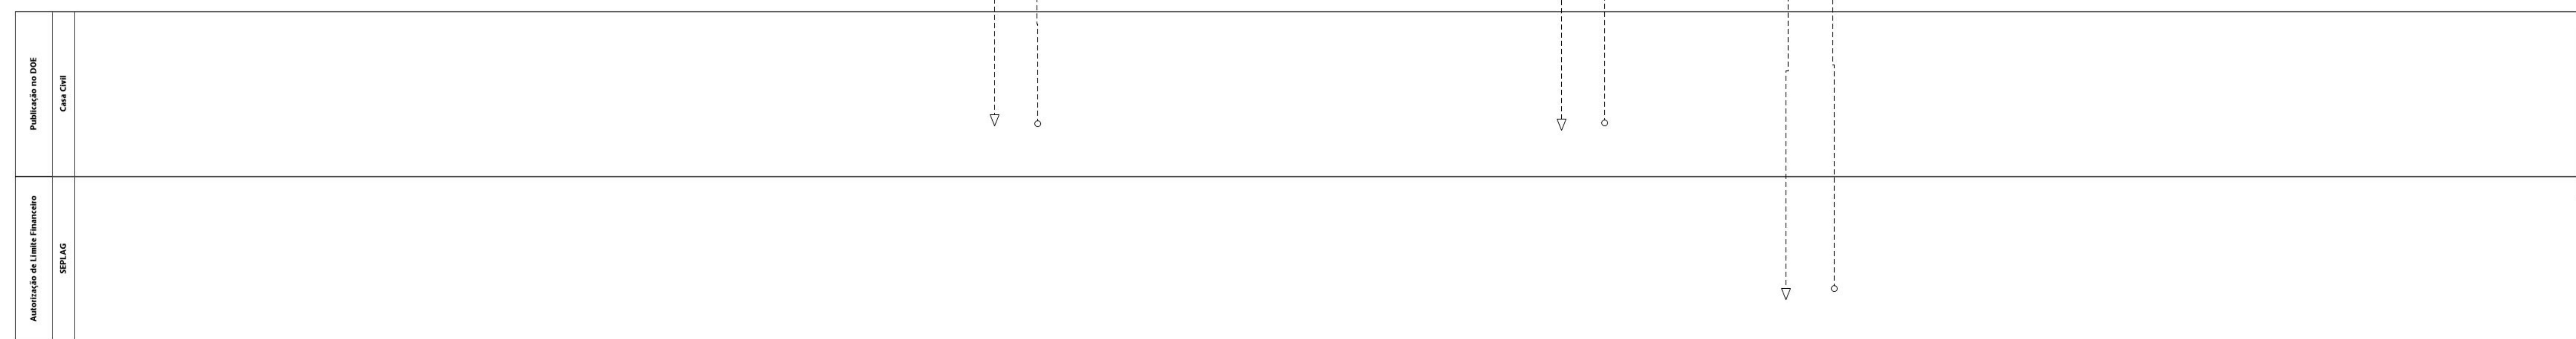 Publicação no DOE
Casa Civil
Autorização de Limite Financeiro
SEPLAG